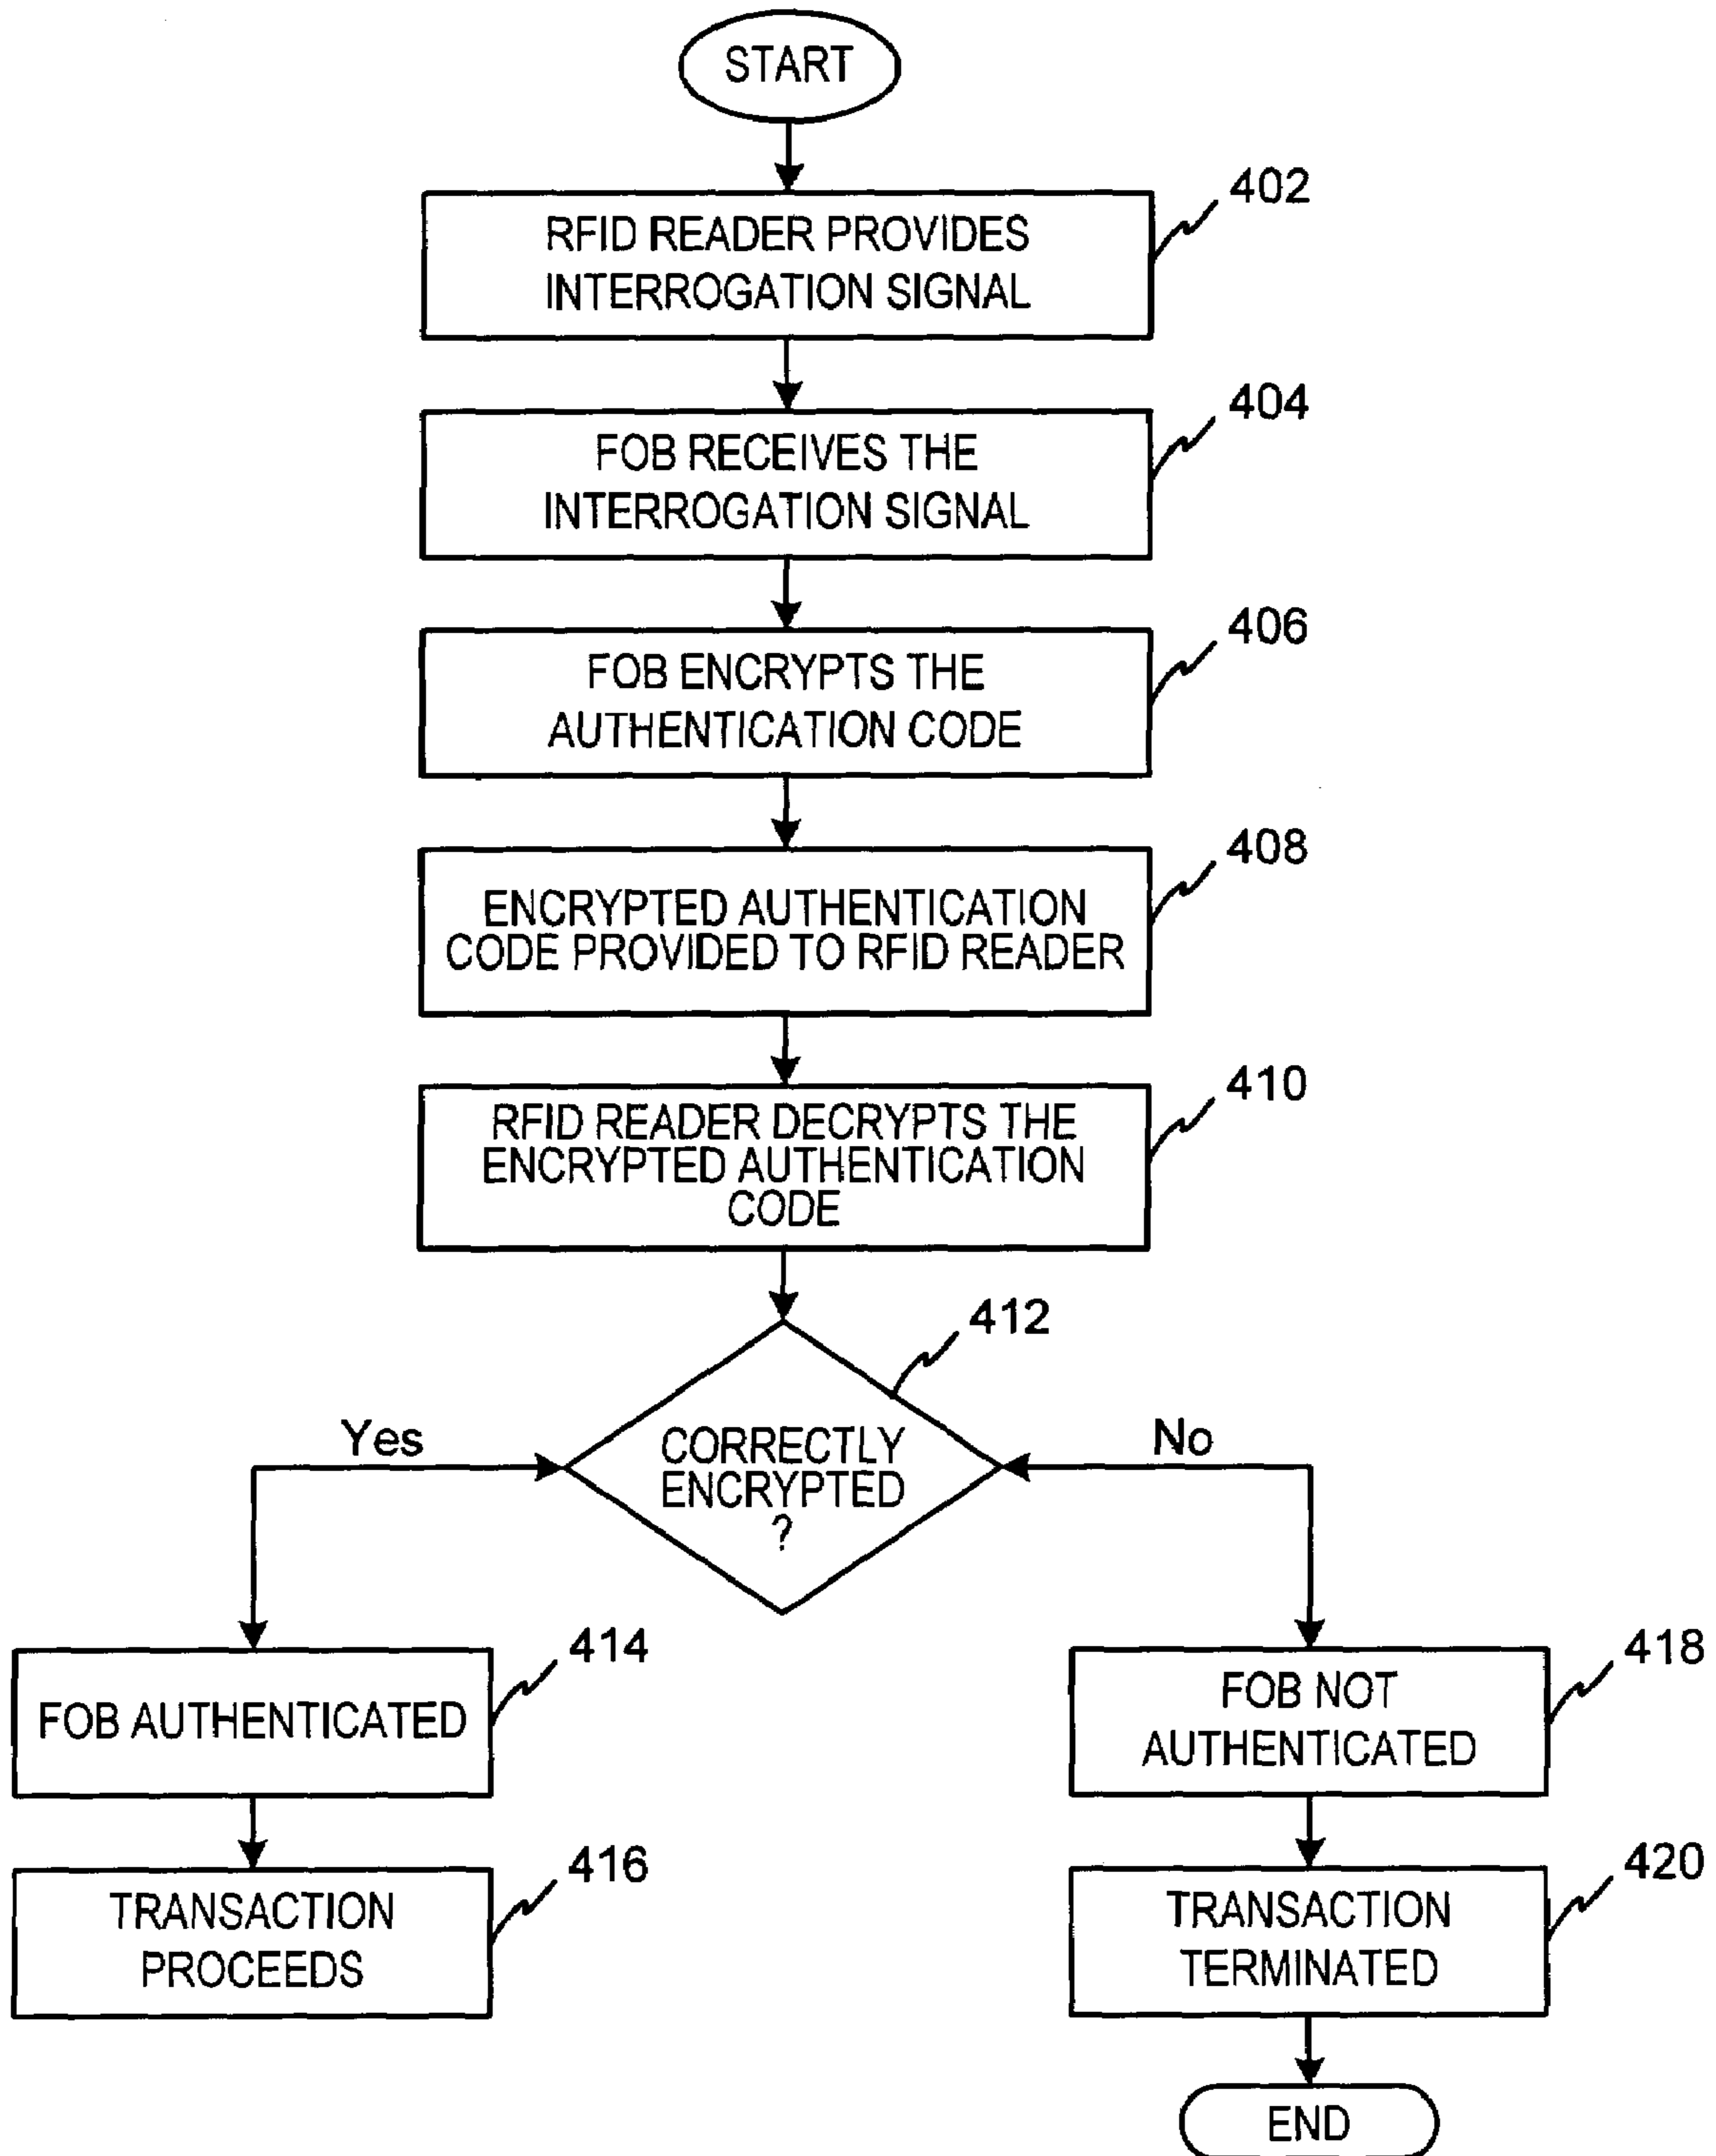 START
402
RFID READER PROVIDES
INTERROGATION SIGNAL
404
FOB RECEIVES THE
INTERROGATION SIGNAL
406
FOB ENCRYPTS THE
AUTHENTICATION CODE
408
ENCRYPTED AUTHENTICATION
CODE PROVIDED TO RFID READER
410
RFID READER DECRYPTS THE
ENCRYPTED AUTHENTICATION
CODE
412
Yes
CORRECTLY
ENCRYPTED
?
No
414
FOB AUTHENTICATED
418
FOB NOT
AUTHENTICATED
416
TRANSACTION
PROCEEDS
420
TRANSACTION
TERMINATED
END